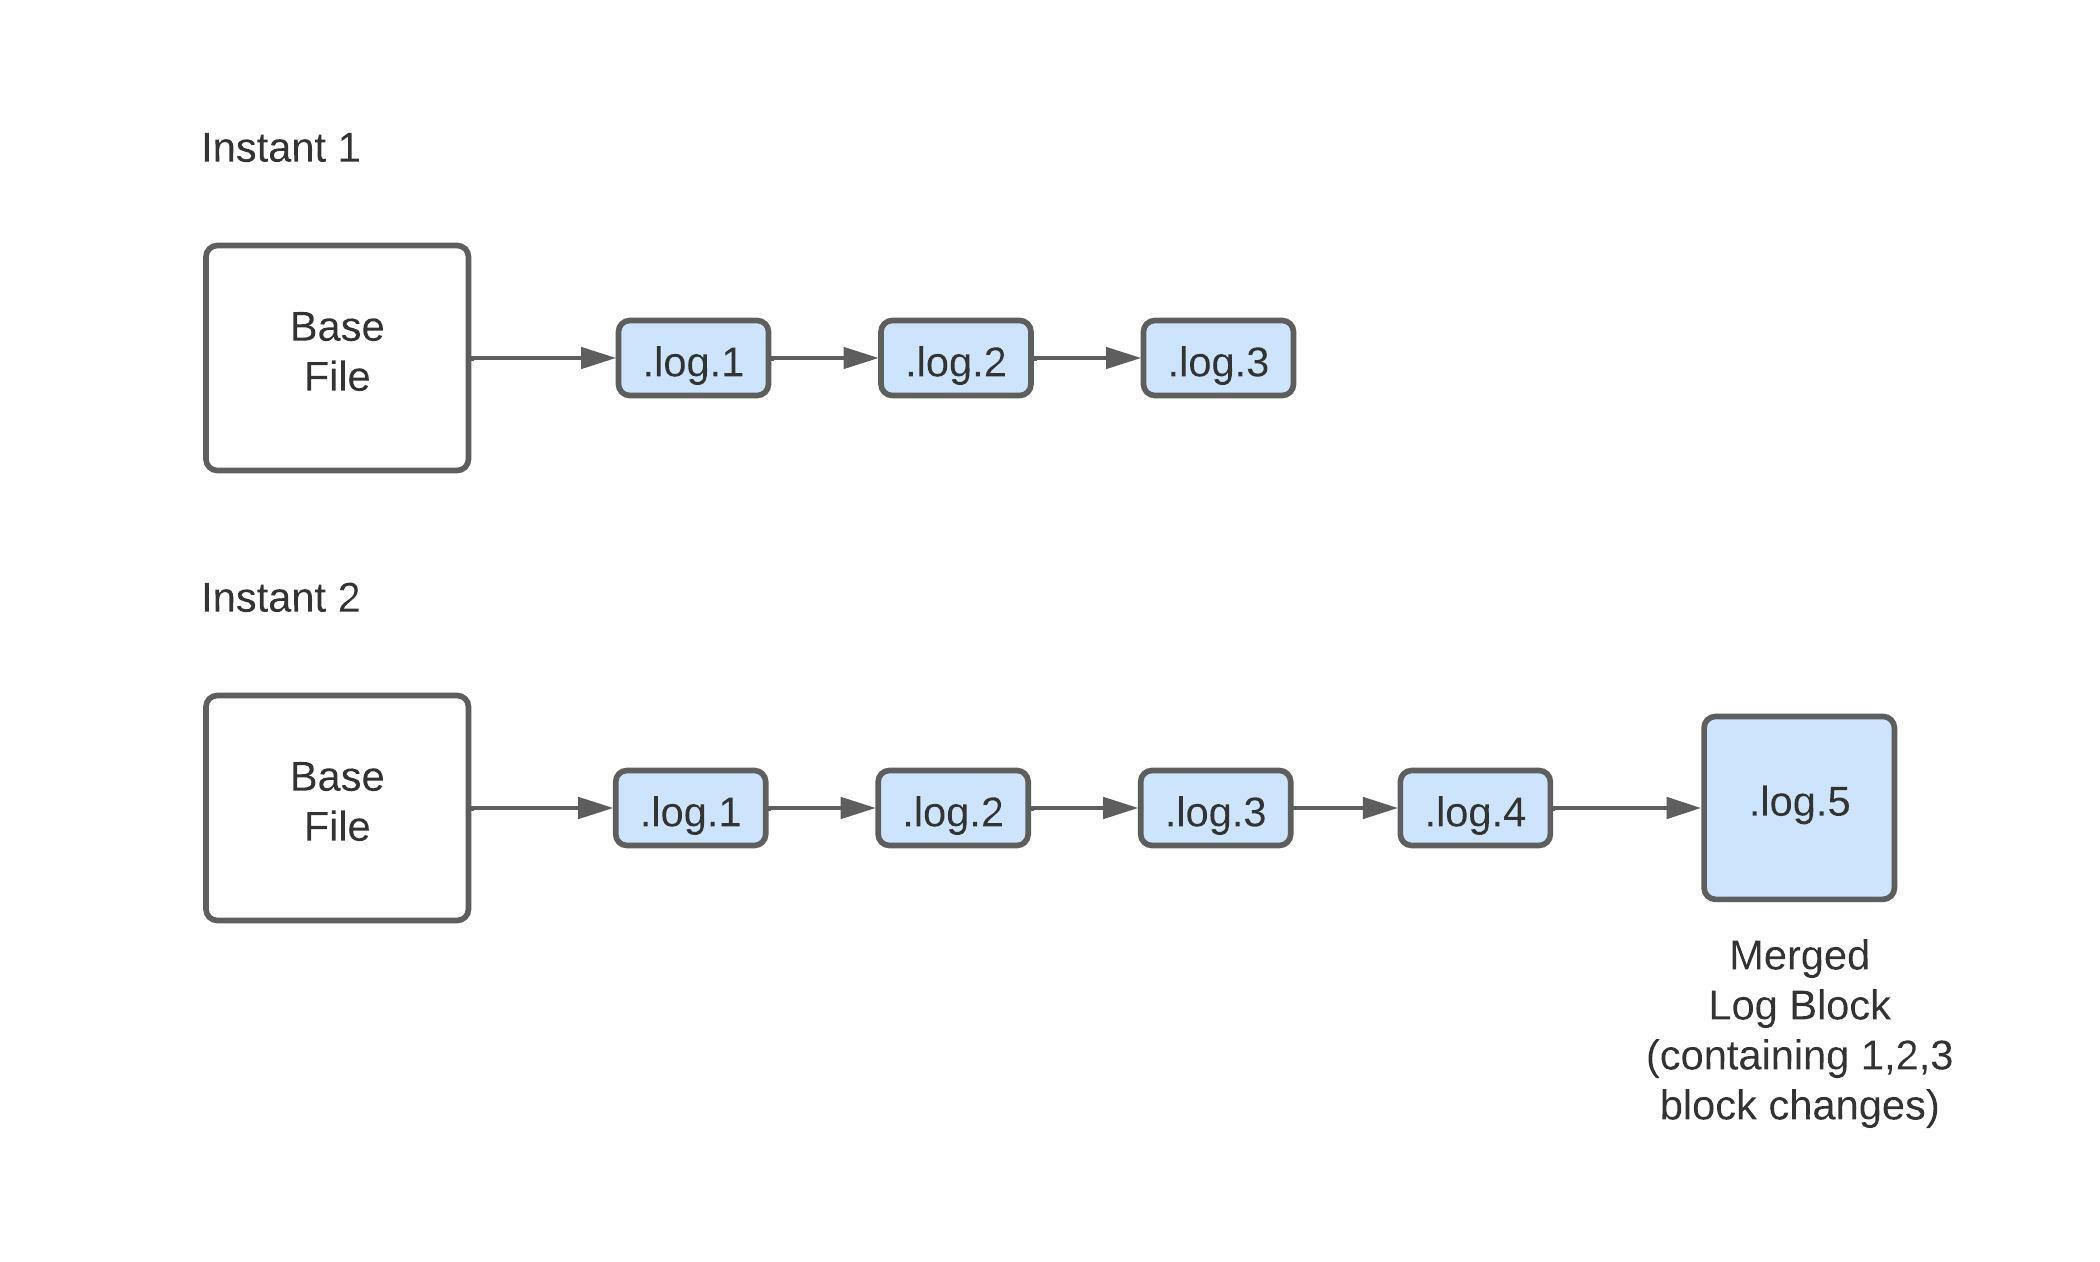 Instant 1
Base
File
.log.1
.log.2
.log.3
Instant 2
Base
File
.log.1
.log.2
.log.3
.log.4
.log.5
Merged
Log Block
(containing 1,2,3
block changes)